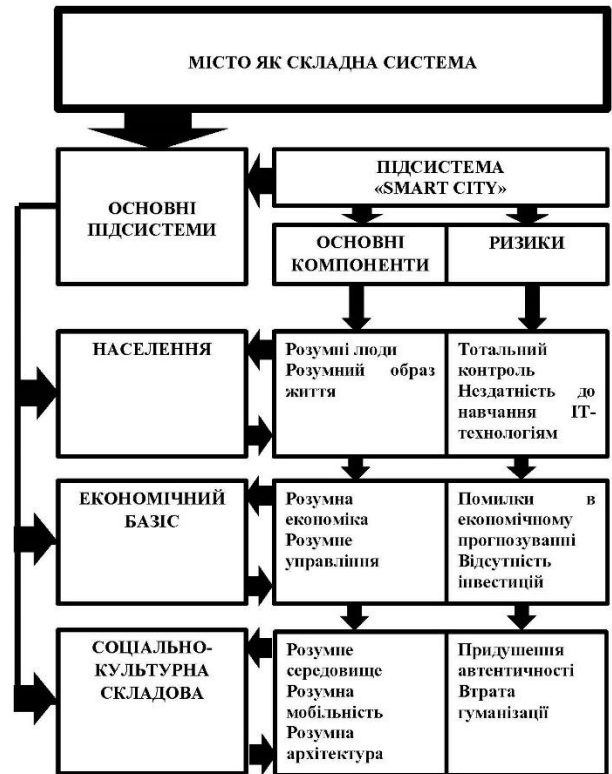 МІСТО ЯК СКЛАДНА СИСТЕМА
ОСНОВНІ
ПІДСИСТЕМИ
ПІДСИСТЕМА
«SMART CITY»
ОСНОВНІ
КОМПОНЕНТИ
РИЗИКИ
НАСЕЛЕННЯ
Розумні люди
Розумний образ
життя
Тотальний
контроль
Нездатність до
навчання ІТ-
технологіям
ЕКОНОМІЧНИЙ
БАЗІС
Розумна
економіка
Розумне
управління
Помилки в
економічному
прогнозуванні
Відсутність
інвестицій
СОЦІАЛЬНО-
КУЛЬТУРНА
СКЛАДОВА
Розумне
середовище
Розумна
мобільність
Розумна
архітектура
Придушення
автентичності
Втрата
гуманізації